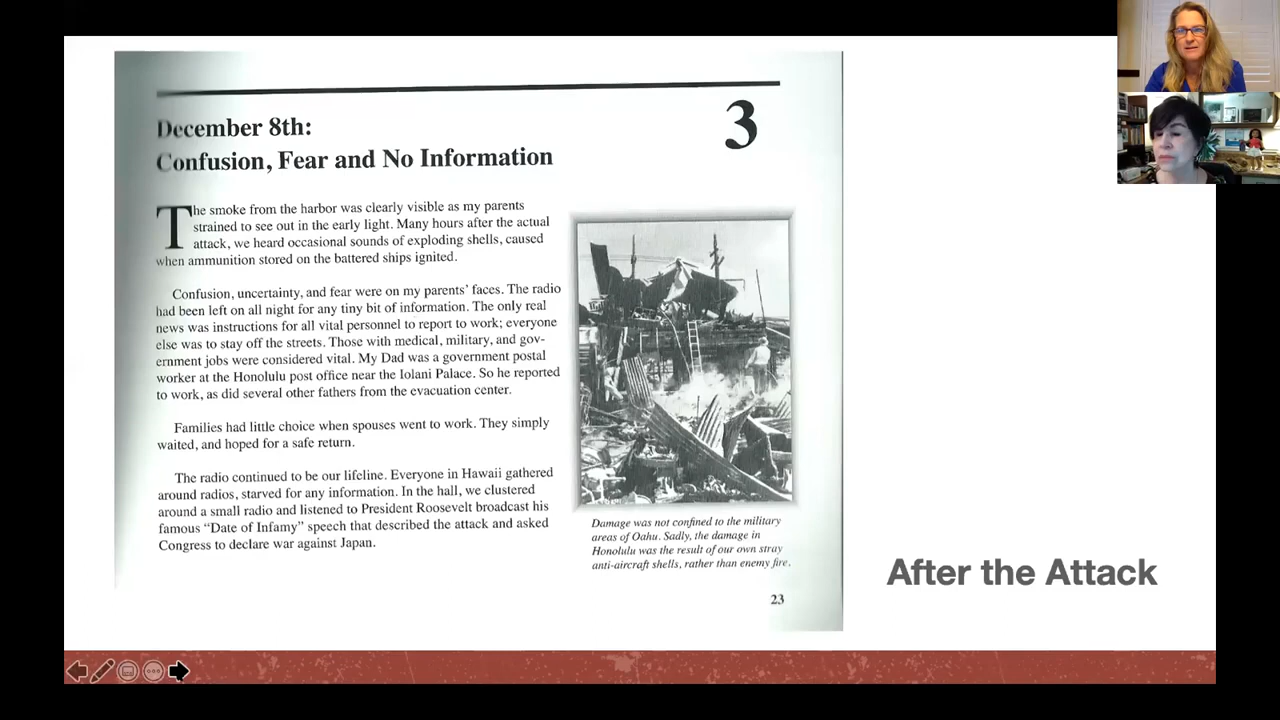 3
December 8th:
Confusion, Fear and No Information
The smoke from the harbor was clearly visible as my parents
strained to see out in the early light. Many hours after the actual
attack, we heard occasional sounds of exploding shells, caused
when ammunition stored on the battered ships ignited.
Confusion, uncertainty, and fear were on my parents' faces. The radio
had been left on all night for any tiny bit of information. The only real
news was instructions for all vital personnel to report to work; everyone
else was to stay off the streets. Those with medical, military, and gov-
ernment jobs were considered vital. My Dad was a government postal
worker at the Honolulu post office near the Iolani Palace. So he reported
to work, as did several other fathers from the evacuation center.
Families had little choice when spouses went to work. They simply
waited, and hoped for a safe return.
The radio continued to be our lifeline. Everyone in Hawaii gathered
around radios, starved for any information. In the hall, we clustered
around a small radio and listened to President Roosevelt broadcast his
famous “Date of Infamy” speech that described the attack and asked
Congress to declare war against Japan.
Damage was not confined to the military
areas of Oahu. Sadly, the damage in
Honolulu was the result of our own stray
anti-aircraft shells, rather than enemy fire.
23
After the Attack